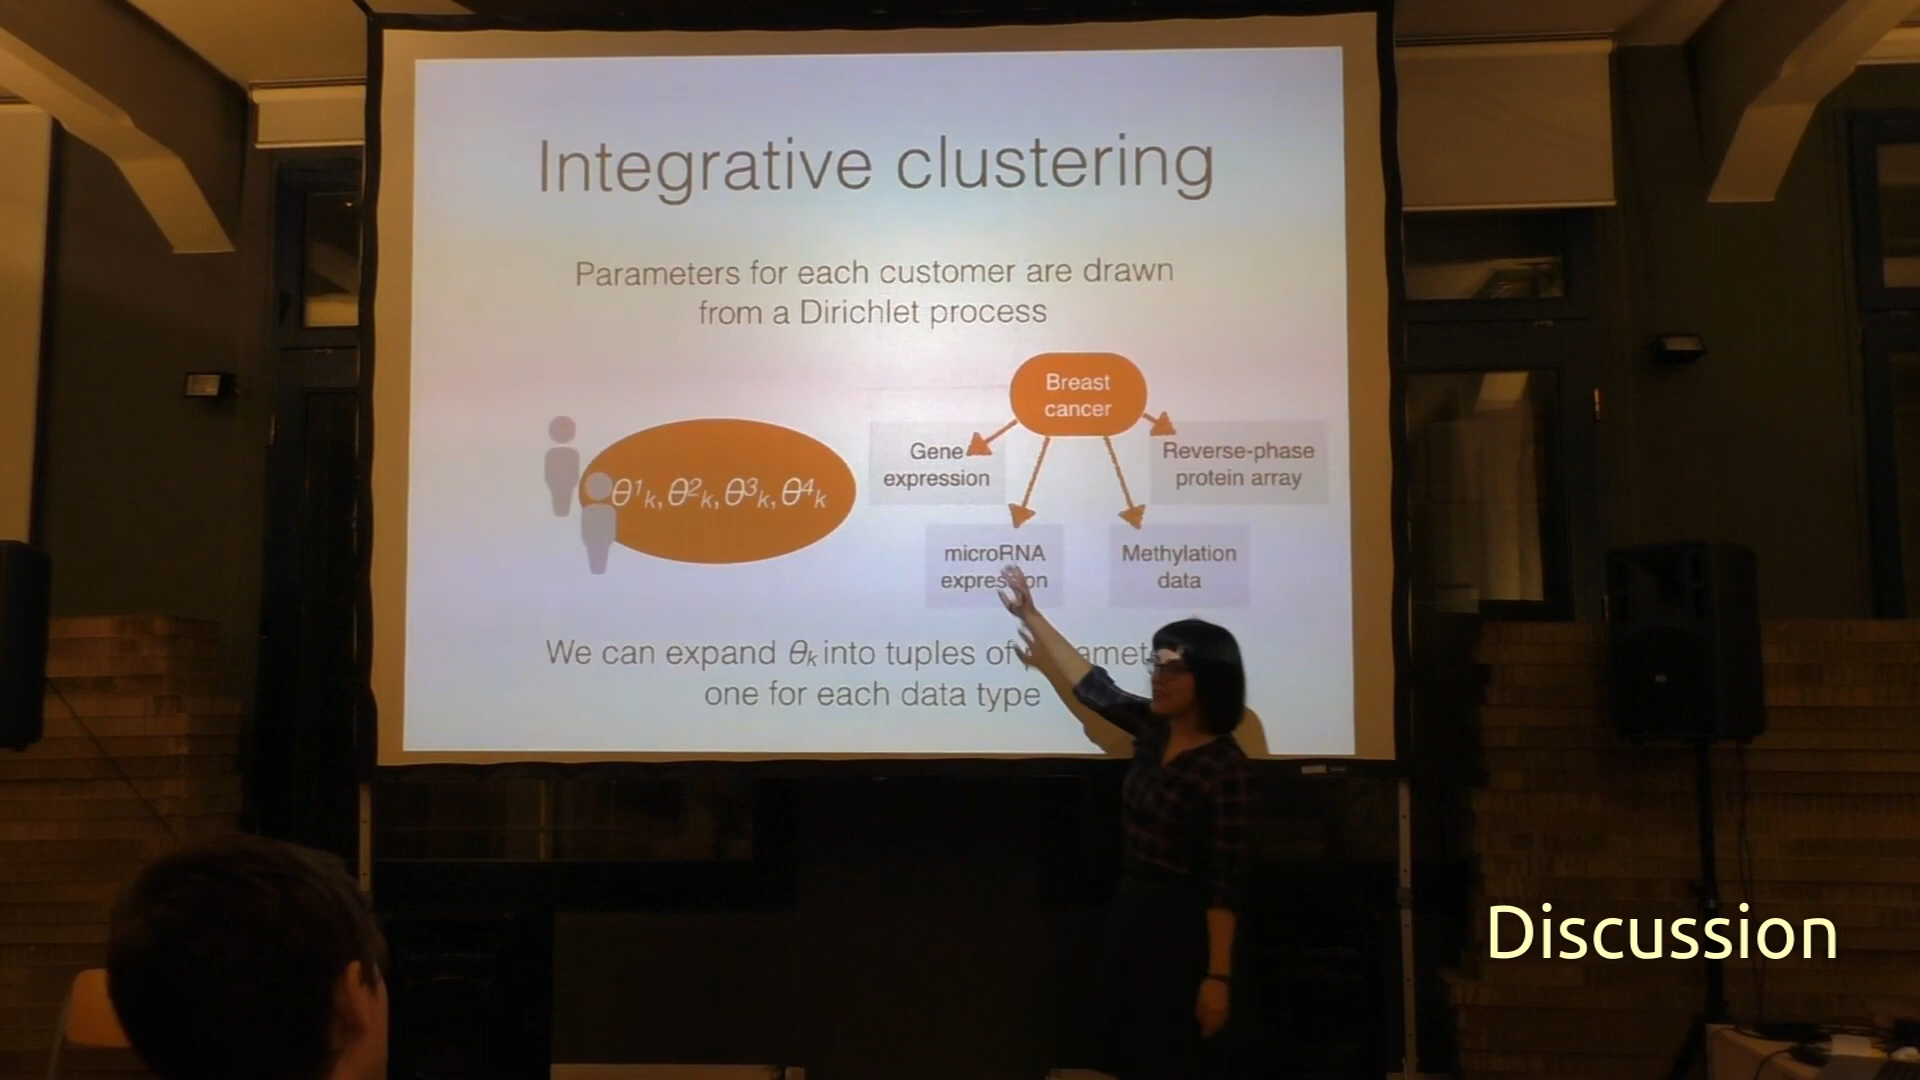 Integrative clustering
Parameters for each customer are drawn
from a Dirichlet process
Breast
cancer
Gene
expression
Reverse-phase
protein array
θ¹k, θ²k, θ³k, θ⁴k
microRNA
expression
Methylation
data
We can expand θk into tuples of
one for each data type
Discussion